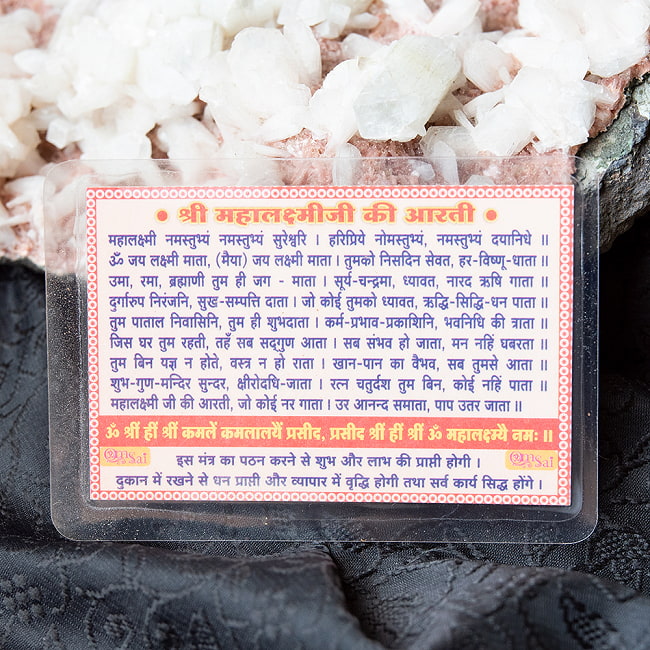 • श्री महालक्ष्मीजी की आरती •
महालक्ष्मी नमस्तुभ्यं नमस्तुभ्यं सुरेश्वरि । हरिप्रिये नोमस्तुभ्यं, नमस्तुभ्यं दयानिधे ॥
ॐ जय लक्ष्मी माता, (मैया) जय लक्ष्मी माता । तुमको निसदिन सेवत, हर-विष्णू-धाता ॥
उमा, रमा, ब्रह्माणी तुम ही जग - माता । सूर्य-चन्द्रमा, ध्यावत, नारद ऋषि गाता ॥
दुर्गारुप निरंजनि, सुख-सम्पत्ति दाता । जो कोई तुमको ध्यावत, ऋद्धि-सिद्धि-धन पाता ॥
तुम पाताल निवासिनि, तुम ही शुभदाता । कर्म-प्रभाव-प्रकाशिनि, भवनिधि की त्राता ॥
जिस घर तुम रहती, तहँ सब सद्गुण आता । सब संभव हो जाता, मन नहिं घबरता ॥
तुम बिन यज्ञ न होते, वस्त्र न हो राता । खान-पान का वैभव, सब तुमसे आता ॥
शुभ-गुण-मन्दिर सुन्दर, क्षीरोदधि-जाता । रत्न चतुर्दश तुम बिन, कोई नहिं पाता ॥
महालक्ष्मी जी की आरती, जो कोई नर गाता । उर आनन्द समाता, पाप उतर जाता ॥
ॐ श्रीं हीं श्रीं कमलें कमलालयैं प्रसीद, प्रसीद श्रीं हीं श्रीं ॐ महालक्ष्म्यै नमः ॥
इस मंत्र का पठन करने से शुभ और लाभ की प्राप्ती होगी ।
दुकान में रखने से धन प्राप्ती और व्यापार में वृद्धि होगी तथा सर्व कार्य सिद्ध होंगे ।